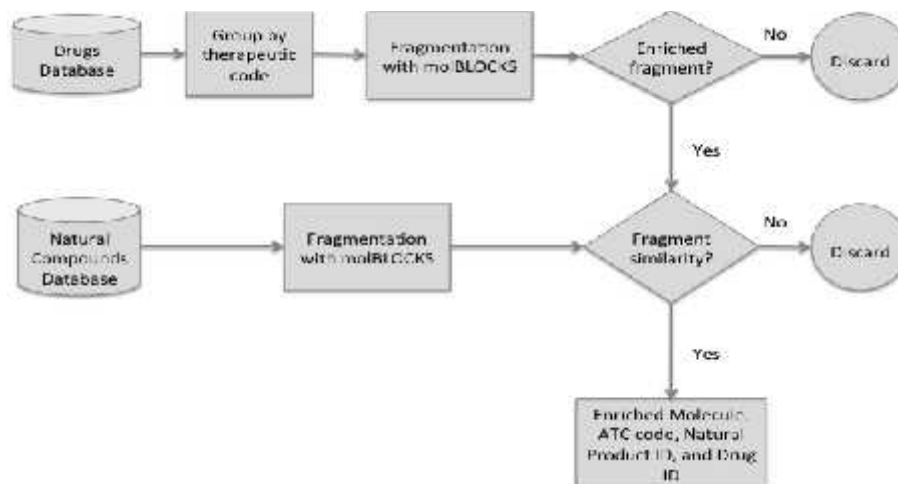 Drugs
Database
Group by
therapeutic
code
Fragmentation
with molBLOCKS
Enriched
fragment?
No
Discard
Yes
Natural
Compounds
Database
Fragmentation
with molBLOCKS
Fragment
similarity?
No
Discard
Yes
Enriched Molecule,
ATC code, Natural
Product ID, and Drug
ID